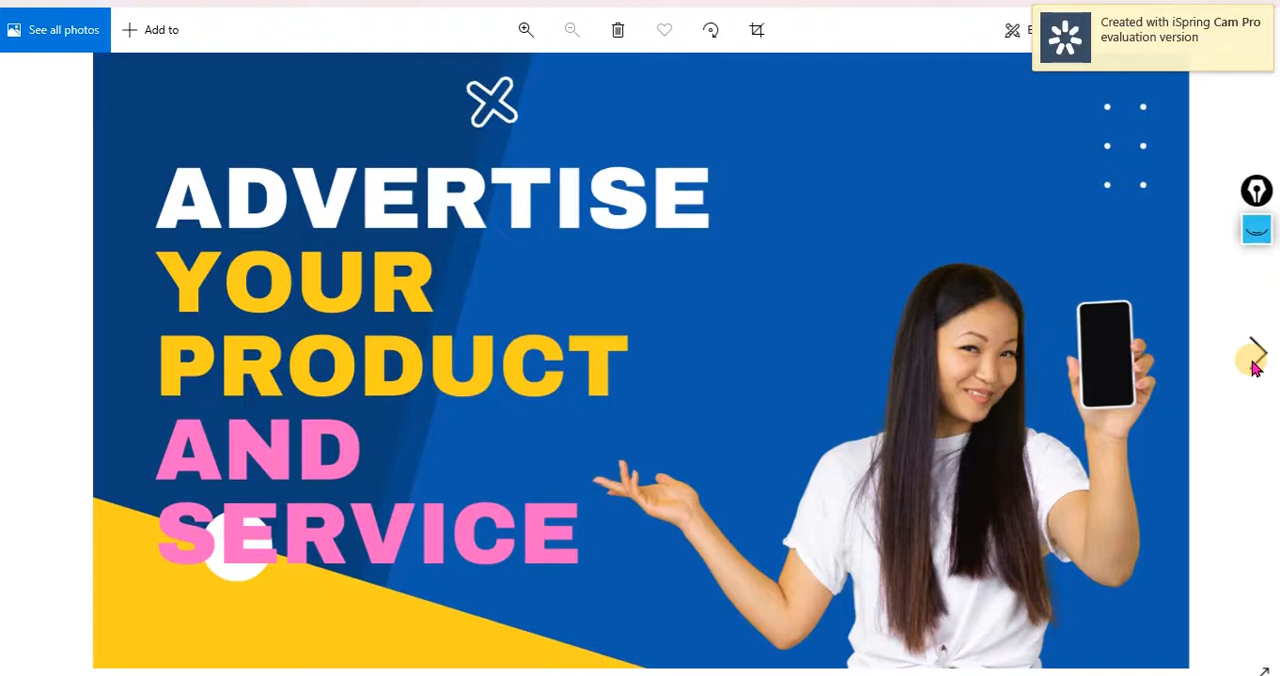 See all photos
Add to
Created with iSpring Cam Pro
evaluation version
ADVERTISE
YOUR
PRODUCT
AND
SERVICE